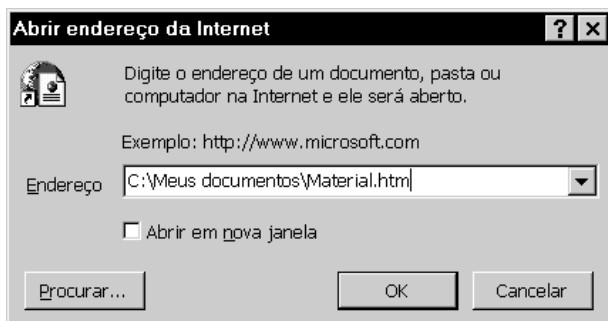 Abrir endereço da Internet
Digite o endereço de um documento, pasta ou
computador na Internet e ele será aberto.
Exemplo: http://www.microsoft.com
Endereço C:\Meus documentos\Material.htm
Abrir em nova janela
Procurar... OK Cancelar